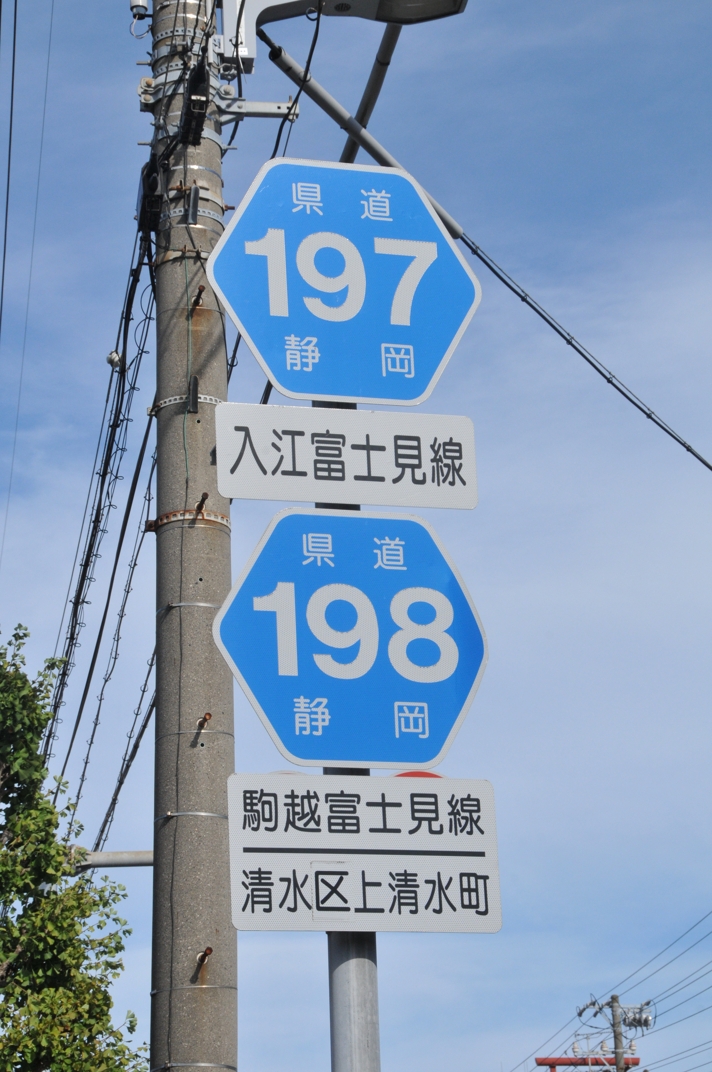 県道
197
静岡
入江富士見線
県道
198
静岡
駒越富士見線
清水区上清水町